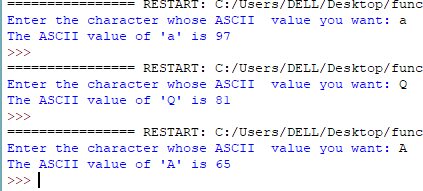 ================ RESTART: C:/Users/DELL/Desktop/func
Enter the character whose ASCII  value you want: a
The ASCII value of 'a' is 97
>>>
================ RESTART: C:/Users/DELL/Desktop/func
Enter the character whose ASCII  value you want: Q
The ASCII value of 'Q' is 81
>>>
================ RESTART: C:/Users/DELL/Desktop/func
Enter the character whose ASCII  value you want: A
The ASCII value of 'A' is 65
>>>